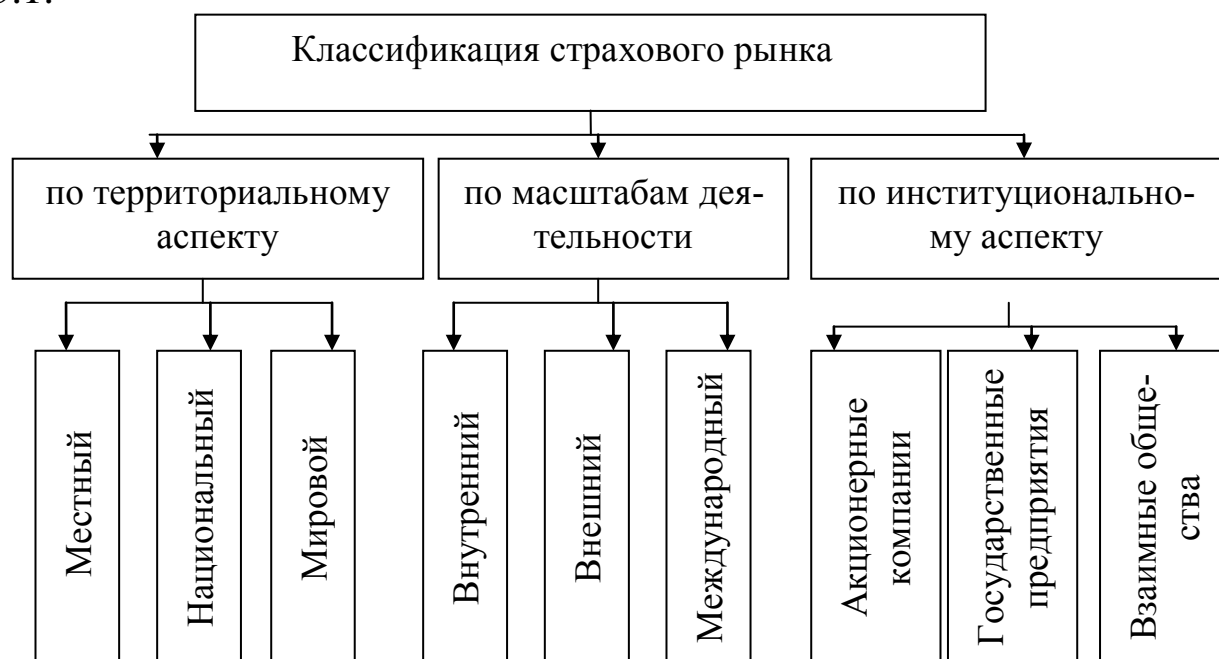 Классификация страхового рынка
по территориальному
аспекту
по масштабам дея-
тельности
по институционально-
му аспекту
Местный
Национальный
Мировой
Внутренний
Внешний
Международный
Акционерные
компании
Государственные
предприятия
Взаимные обще-
ства